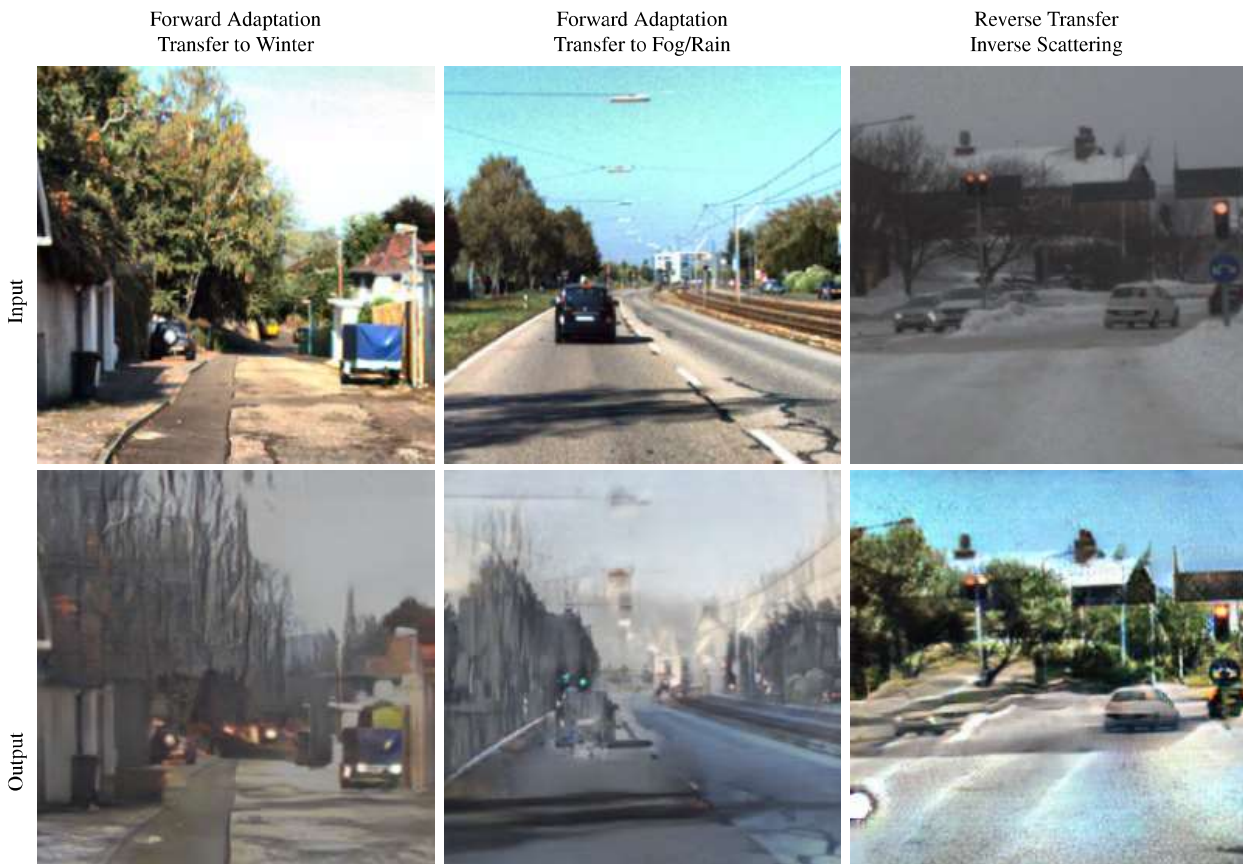 Forward Adaptation
Transfer to Winter
Forward Adaptation
Transfer to Fog/Rain
Reverse Transfer
Inverse Scattering
Input
Output